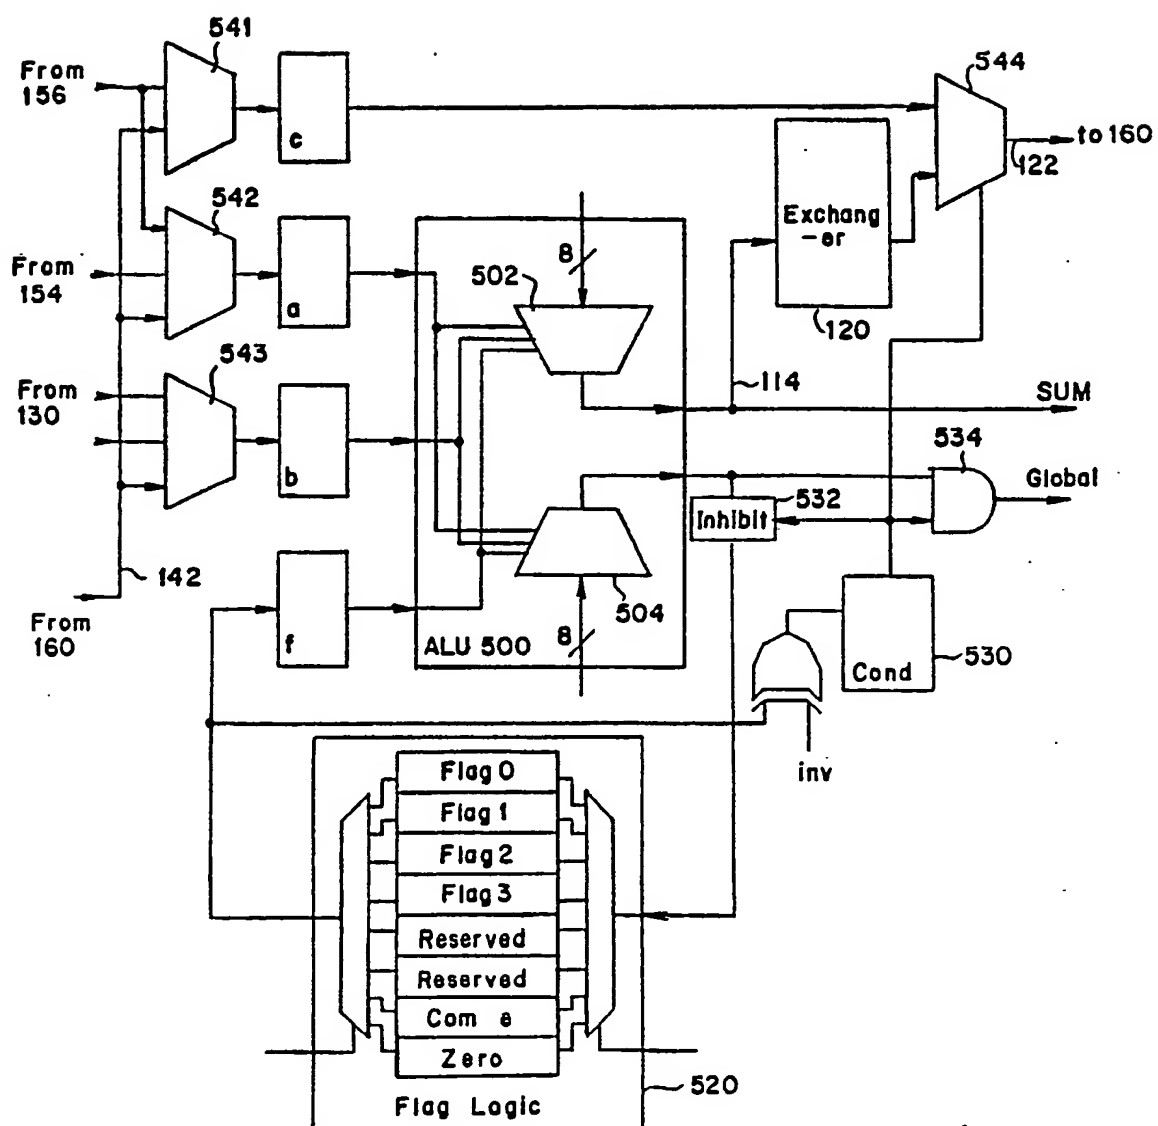 541
From
156
c
544
to 160
122
Exchang
-er
120
542
From
154
a
8
502
543
From
130
b
114
SUM
534
Global
532
Inhibit
142
From
160
f
ALU 500
8
504
Cond
530
inv
Flag 0
Flag 1
Flag 2
Flag 3
Reserved
Reserved
Com e
Zero
Flag Logic
520